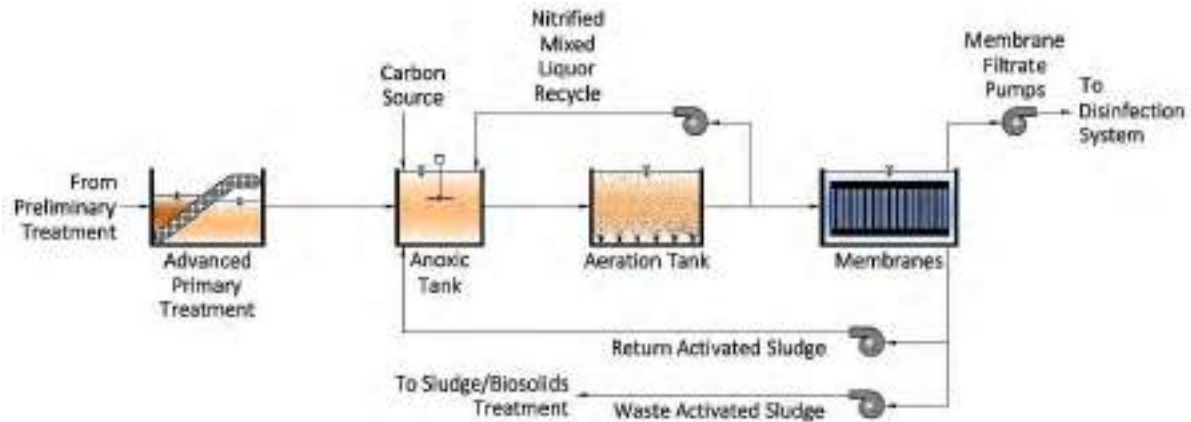 Nitrified
Mixed
Liquor
Recycle
Carbon
Source
Membrane
Filtrate
Pumps
To
Disinfection
System
From
Preliminary
Treatment
Advanced
Primary
Treatment
Anoxic
Tank
Aeration Tank
Membranes
Return Activated Sludge
To Sludge/Biosolids
Treatment
Waste Activated Sludge